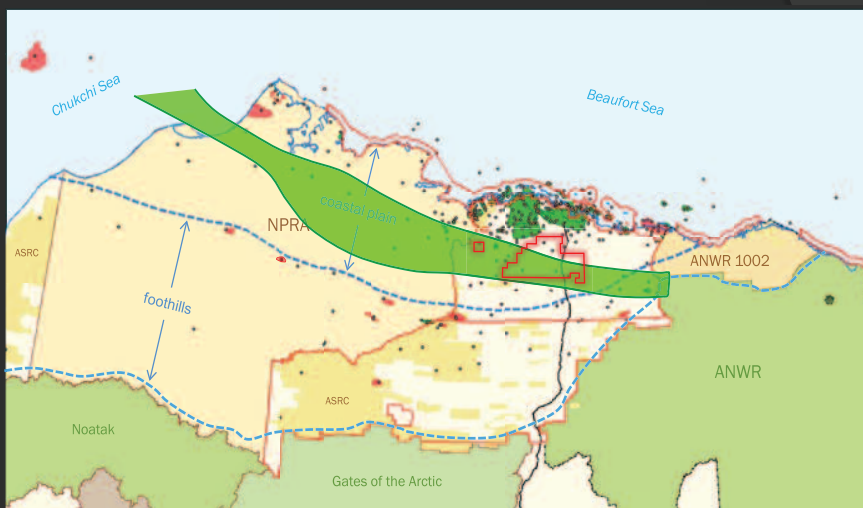 Chukchi Sea
Beaufort Sea
coastal plain
NPRA
ASRC
ANWR 1002
foothills
ANWR
ASRC
Noatak
Gates of the Arctic